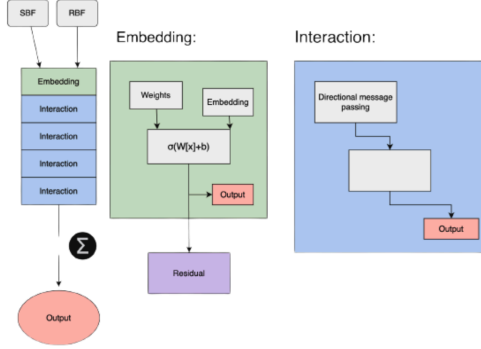 SBF
RBF
Embedding
Interaction
Interaction
Interaction
Interaction
Σ
Output
Embedding:
Weights
Embedding
σ(W[x]+b)
Output
Residual
Interaction:
Directional message
passing
Output